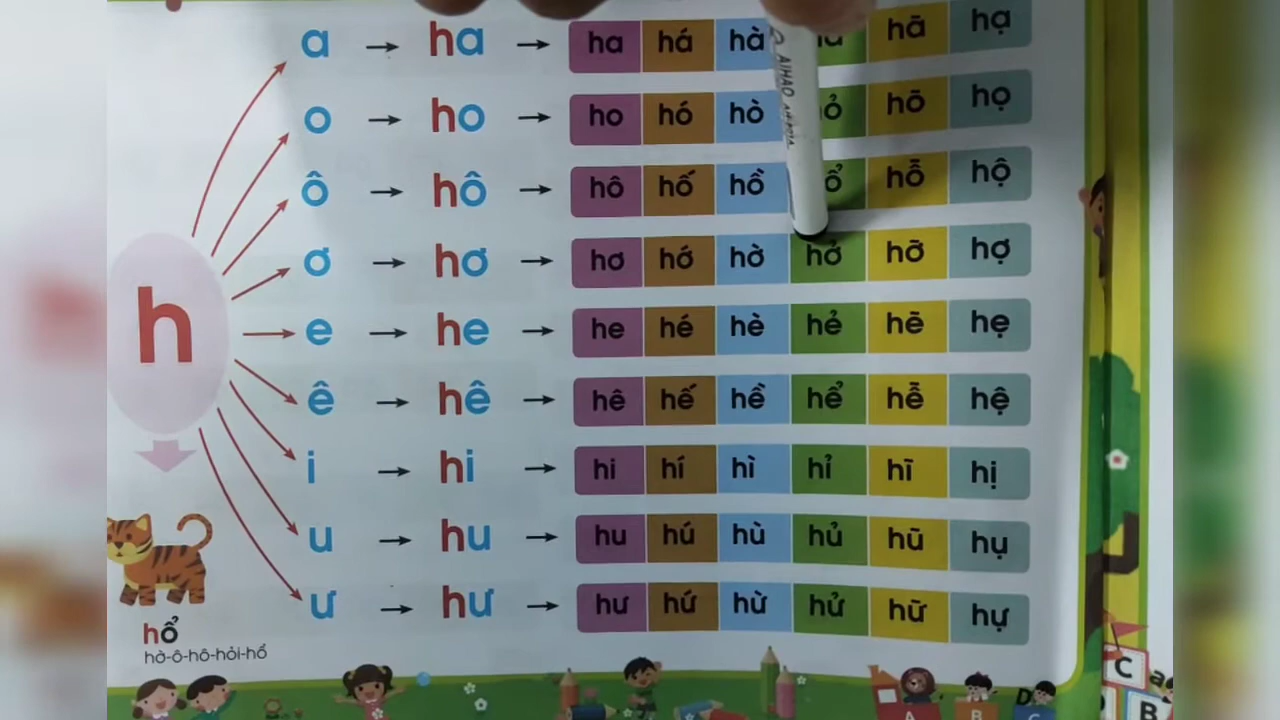 a → ha → ha há hà hã hạ
o → ho → ho hó hò hỏ hõ họ
ô → hô → hô hố hồ hổ hỗ hộ
ơ → hơ → hơ hớ hờ hở hỡ hợ
h
e → he → he hé hè hẻ hẽ hẹ
ê → hê → hê hế hề hể hễ hệ
i → hi → hi hí hì hỉ hĩ hị
u → hu → hu hú hù hủ hũ hụ
ư → hư → hư hứ hừ hử hữ hự
hổ
hờ-ô-hô-hỏi-hổ
AIHAO
A B C D
C a
B